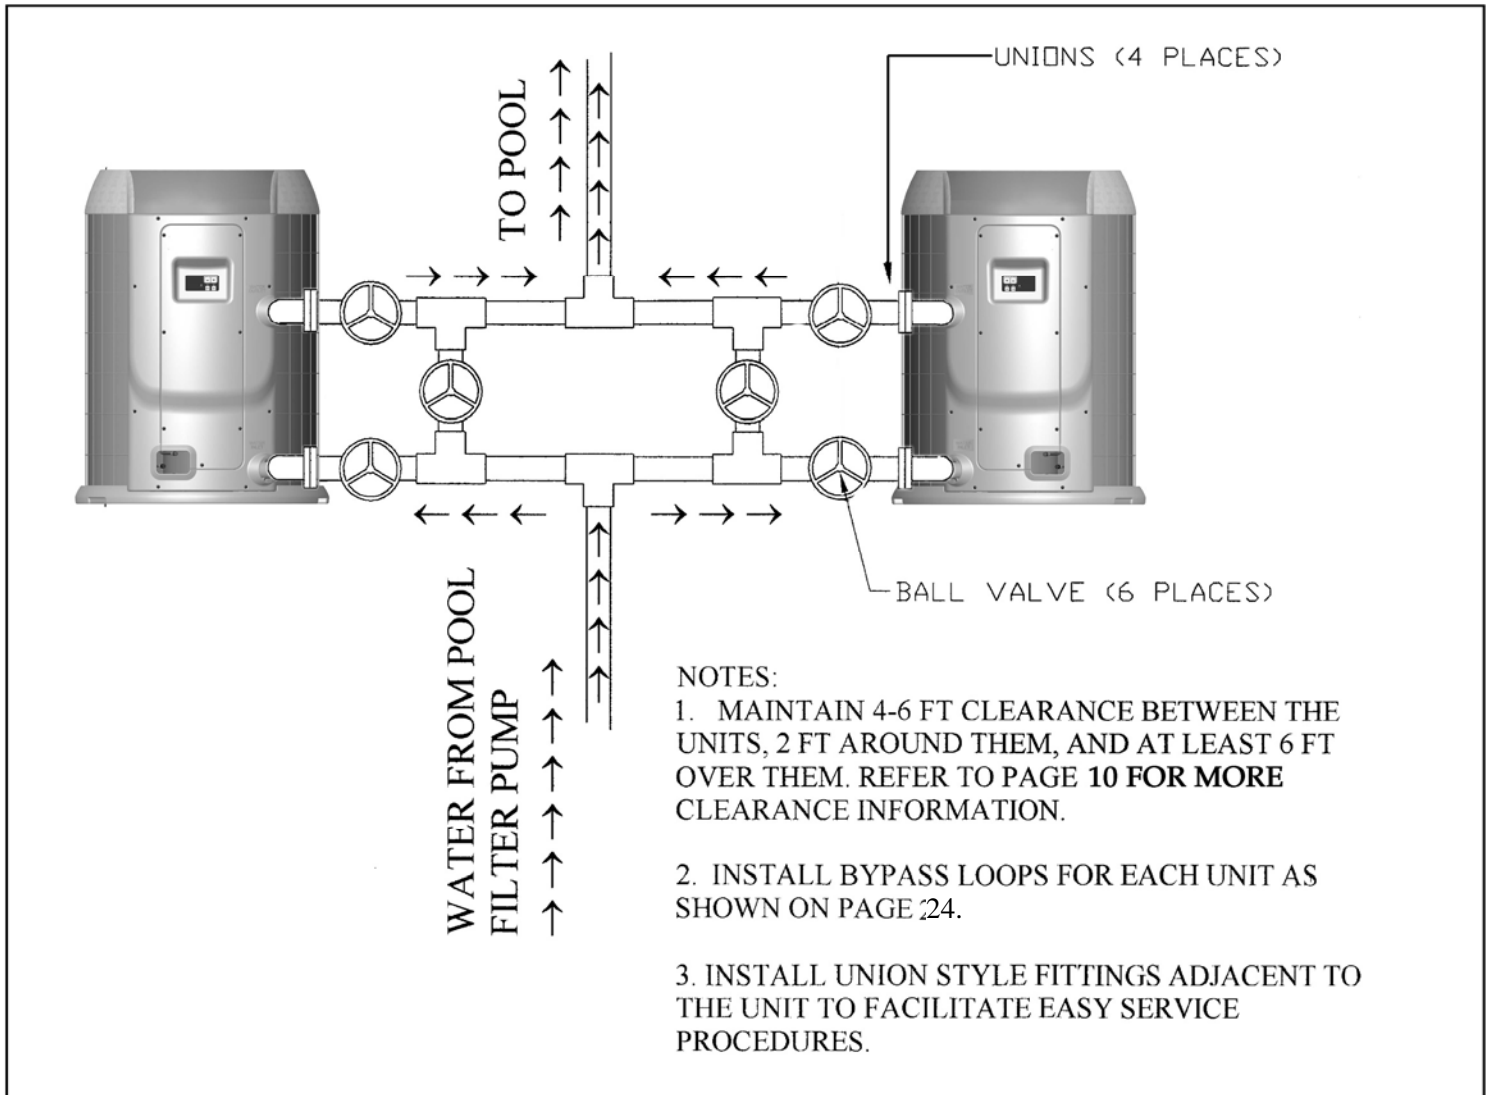 UNIONS (4 PLACES)
TO POOL
BALL VALVE (6 PLACES)
WATER FROM POOL
FILTER PUMP
NOTES:
1. MAINTAIN 4-6 FT CLEARANCE BETWEEN THE
UNITS, 2 FT AROUND THEM, AND AT LEAST 6 FT
OVER THEM. REFER TO PAGE 10 FOR MORE
CLEARANCE INFORMATION.
2. INSTALL BYPASS LOOPS FOR EACH UNIT AS
SHOWN ON PAGE 24.
3. INSTALL UNION STYLE FITTINGS ADJACENT TO
THE UNIT TO FACILITATE EASY SERVICE
PROCEDURES.